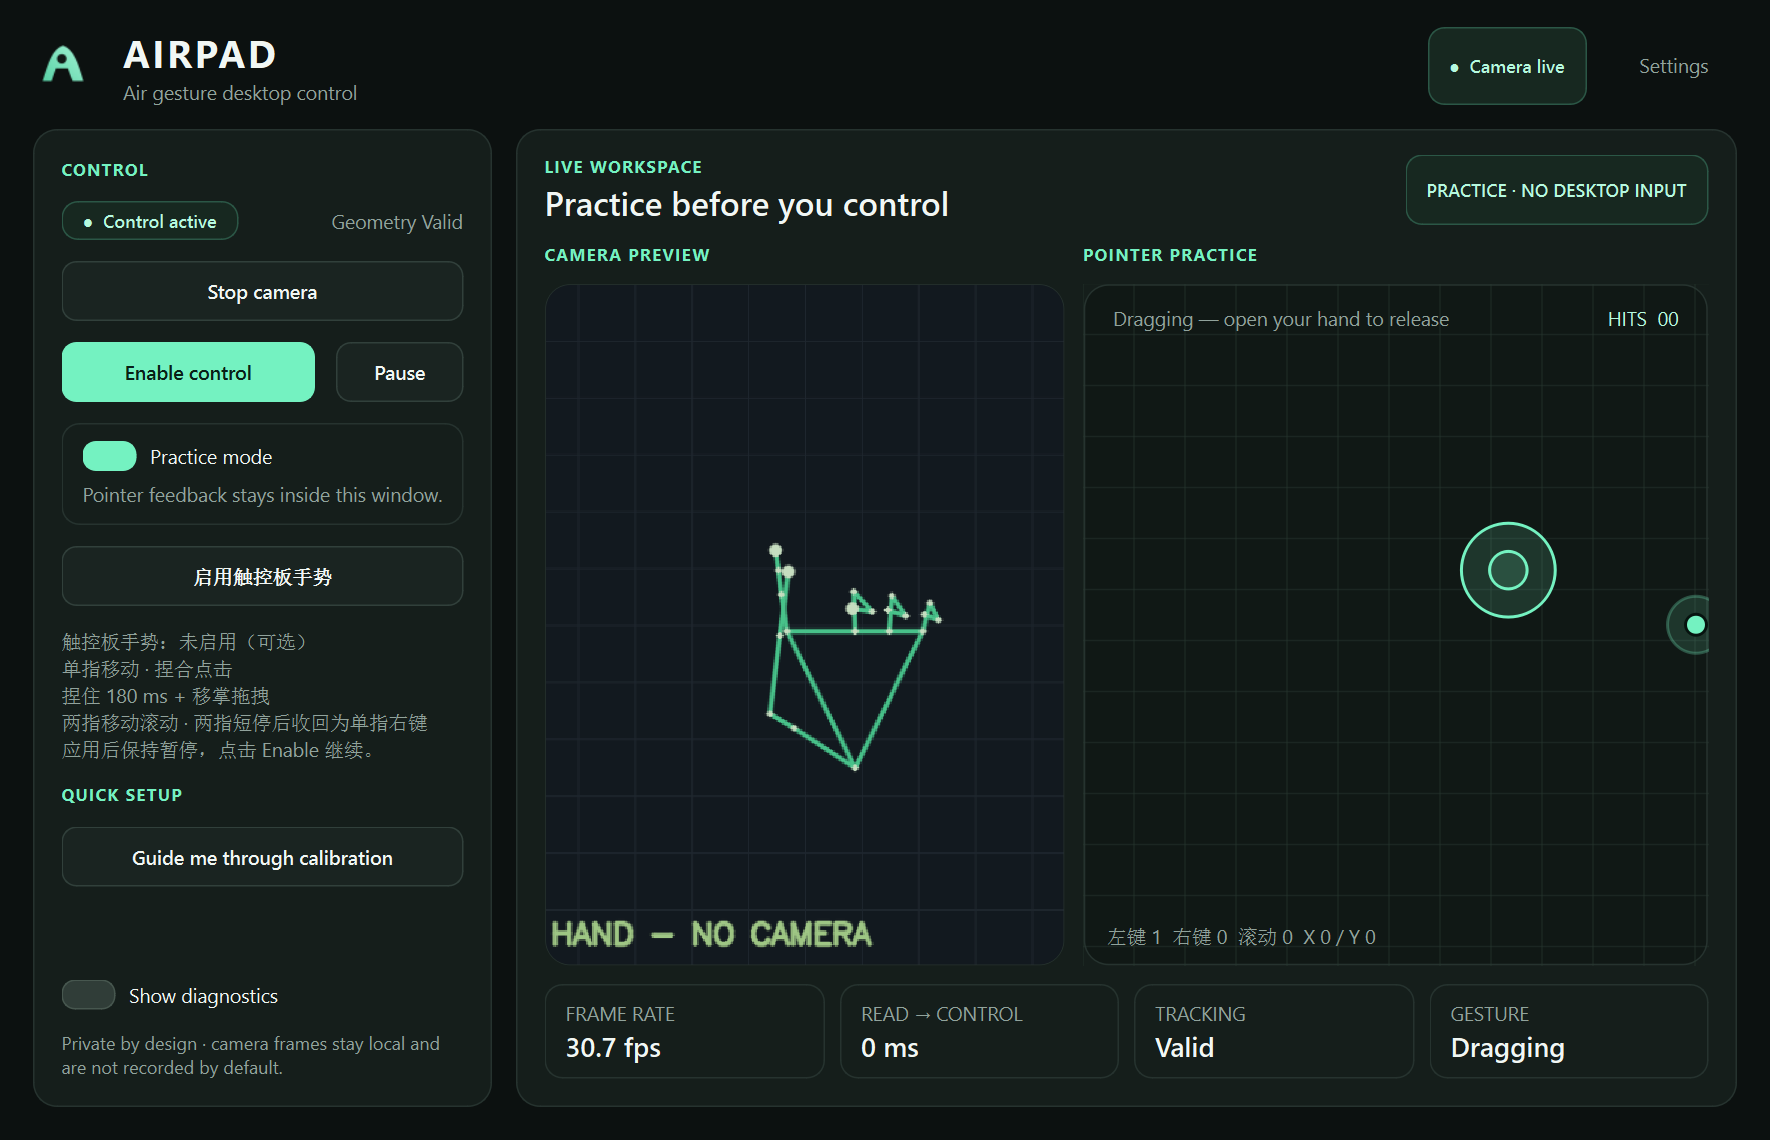 AIRPAD
Air gesture desktop control
● Camera live
Settings
CONTROL
● Control active
Geometry Valid
Stop camera
Enable control
Pause
Practice mode
Pointer feedback stays inside this window.
启用触控板手势
触控板手势：未启用（可选）
单指移动 · 捏合点击
捏住 180 ms + 移掌拖拽
两指移动滚动 · 两指短停后收回为单指右键
应用后保持暂停，点击 Enable 继续。
QUICK SETUP
Guide me through calibration
Show diagnostics
Private by design · camera frames stay local and
are not recorded by default.
LIVE WORKSPACE
Practice before you control
PRACTICE · NO DESKTOP INPUT
CAMERA PREVIEW
HAND — NO CAMERA
POINTER PRACTICE
Dragging — open your hand to release
HITS 00
左键 1 右键 0 滚动 0 X 0 / Y 0
FRAME RATE
30.7 fps
READ → CONTROL
0 ms
TRACKING
Valid
GESTURE
Dragging